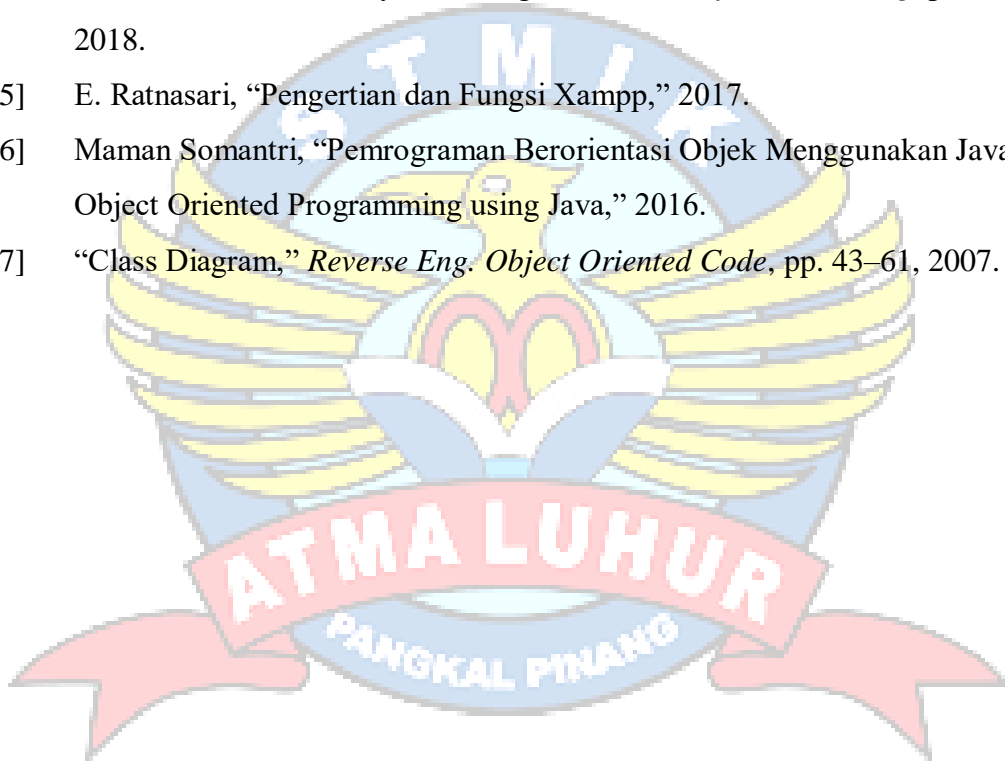 2018.
5] E. Ratnasari, “Pengertian dan Fungsi Xampp,” 2017.
6] Maman Somantri, “Pemrograman Berorientasi Objek Menggunakan Java
Object Oriented Programming using Java,” 2016.
7] “Class Diagram,” Reverse Eng. Object Oriented Code, pp. 43–61, 2007.
STMIK
ATMA LUHUR
PANGKAL PINANG